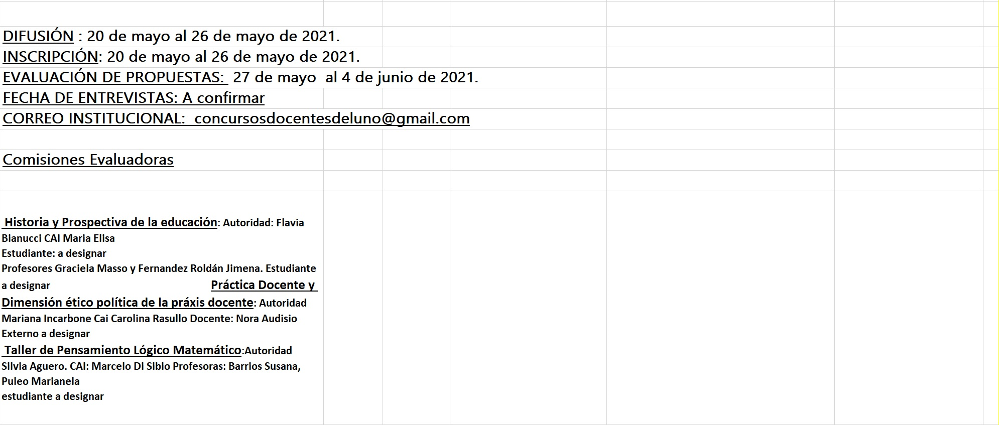 DIFUSIÓN : 20 de mayo al 26 de mayo de 2021.
INSCRIPCIÓN: 20 de mayo al 26 de mayo de 2021.
EVALUACIÓN DE PROPUESTAS:  27 de mayo  al 4 de junio de 2021.
FECHA DE ENTREVISTAS: A confirmar
CORREO INSTITUCIONAL:  concursosdocentesdeluno@gmail.com
Comisiones Evaluadoras
Historia y Prospectiva de la educación: Autoridad: Flavia
Bianucci CAI Maria Elisa
Estudiante: a designar
Profesores Graciela Masso y Fernandez Roldán Jimena. Estudiante
a designar Práctica Docente y
Dimensión ético política de la práxis docente: Autoridad
Mariana Incarbone Cai Carolina Rasullo Docente: Nora Audisio
Externo a designar
Taller de Pensamiento Lógico Matemático:Autoridad
Silvia Aguero. CAI: Marcelo Di Sibio Profesoras: Barrios Susana,
Puleo Marianela
estudiante a designar